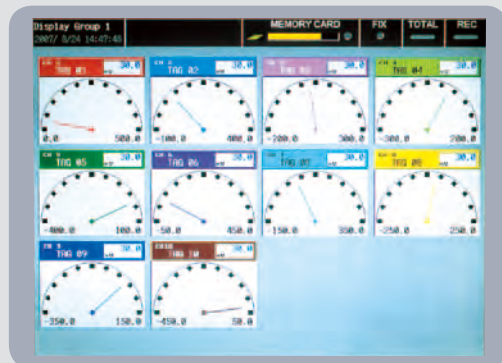 Display Group 1 MEMORY CARD FIX TOTAL REC
2007/ 8/24 14:47:48
30.0 30.0 30.0 30.0
TAG 01 TAG 02 TAG 03 TAG 04
0.0 500.0 -100.0 400.0 -200.0 300.0 -300.0 200.0
30.0 30.0 30.0 30.0
TAG 05 TAG 06 TAG 07 TAG 08
-400.0 100.0 -50.0 450.0 -150.0 350.0 -250.0 250.0
30.0 CH10 30.0
TAG 09 TAG 10
-350.0 150.0 -450.0 50.0